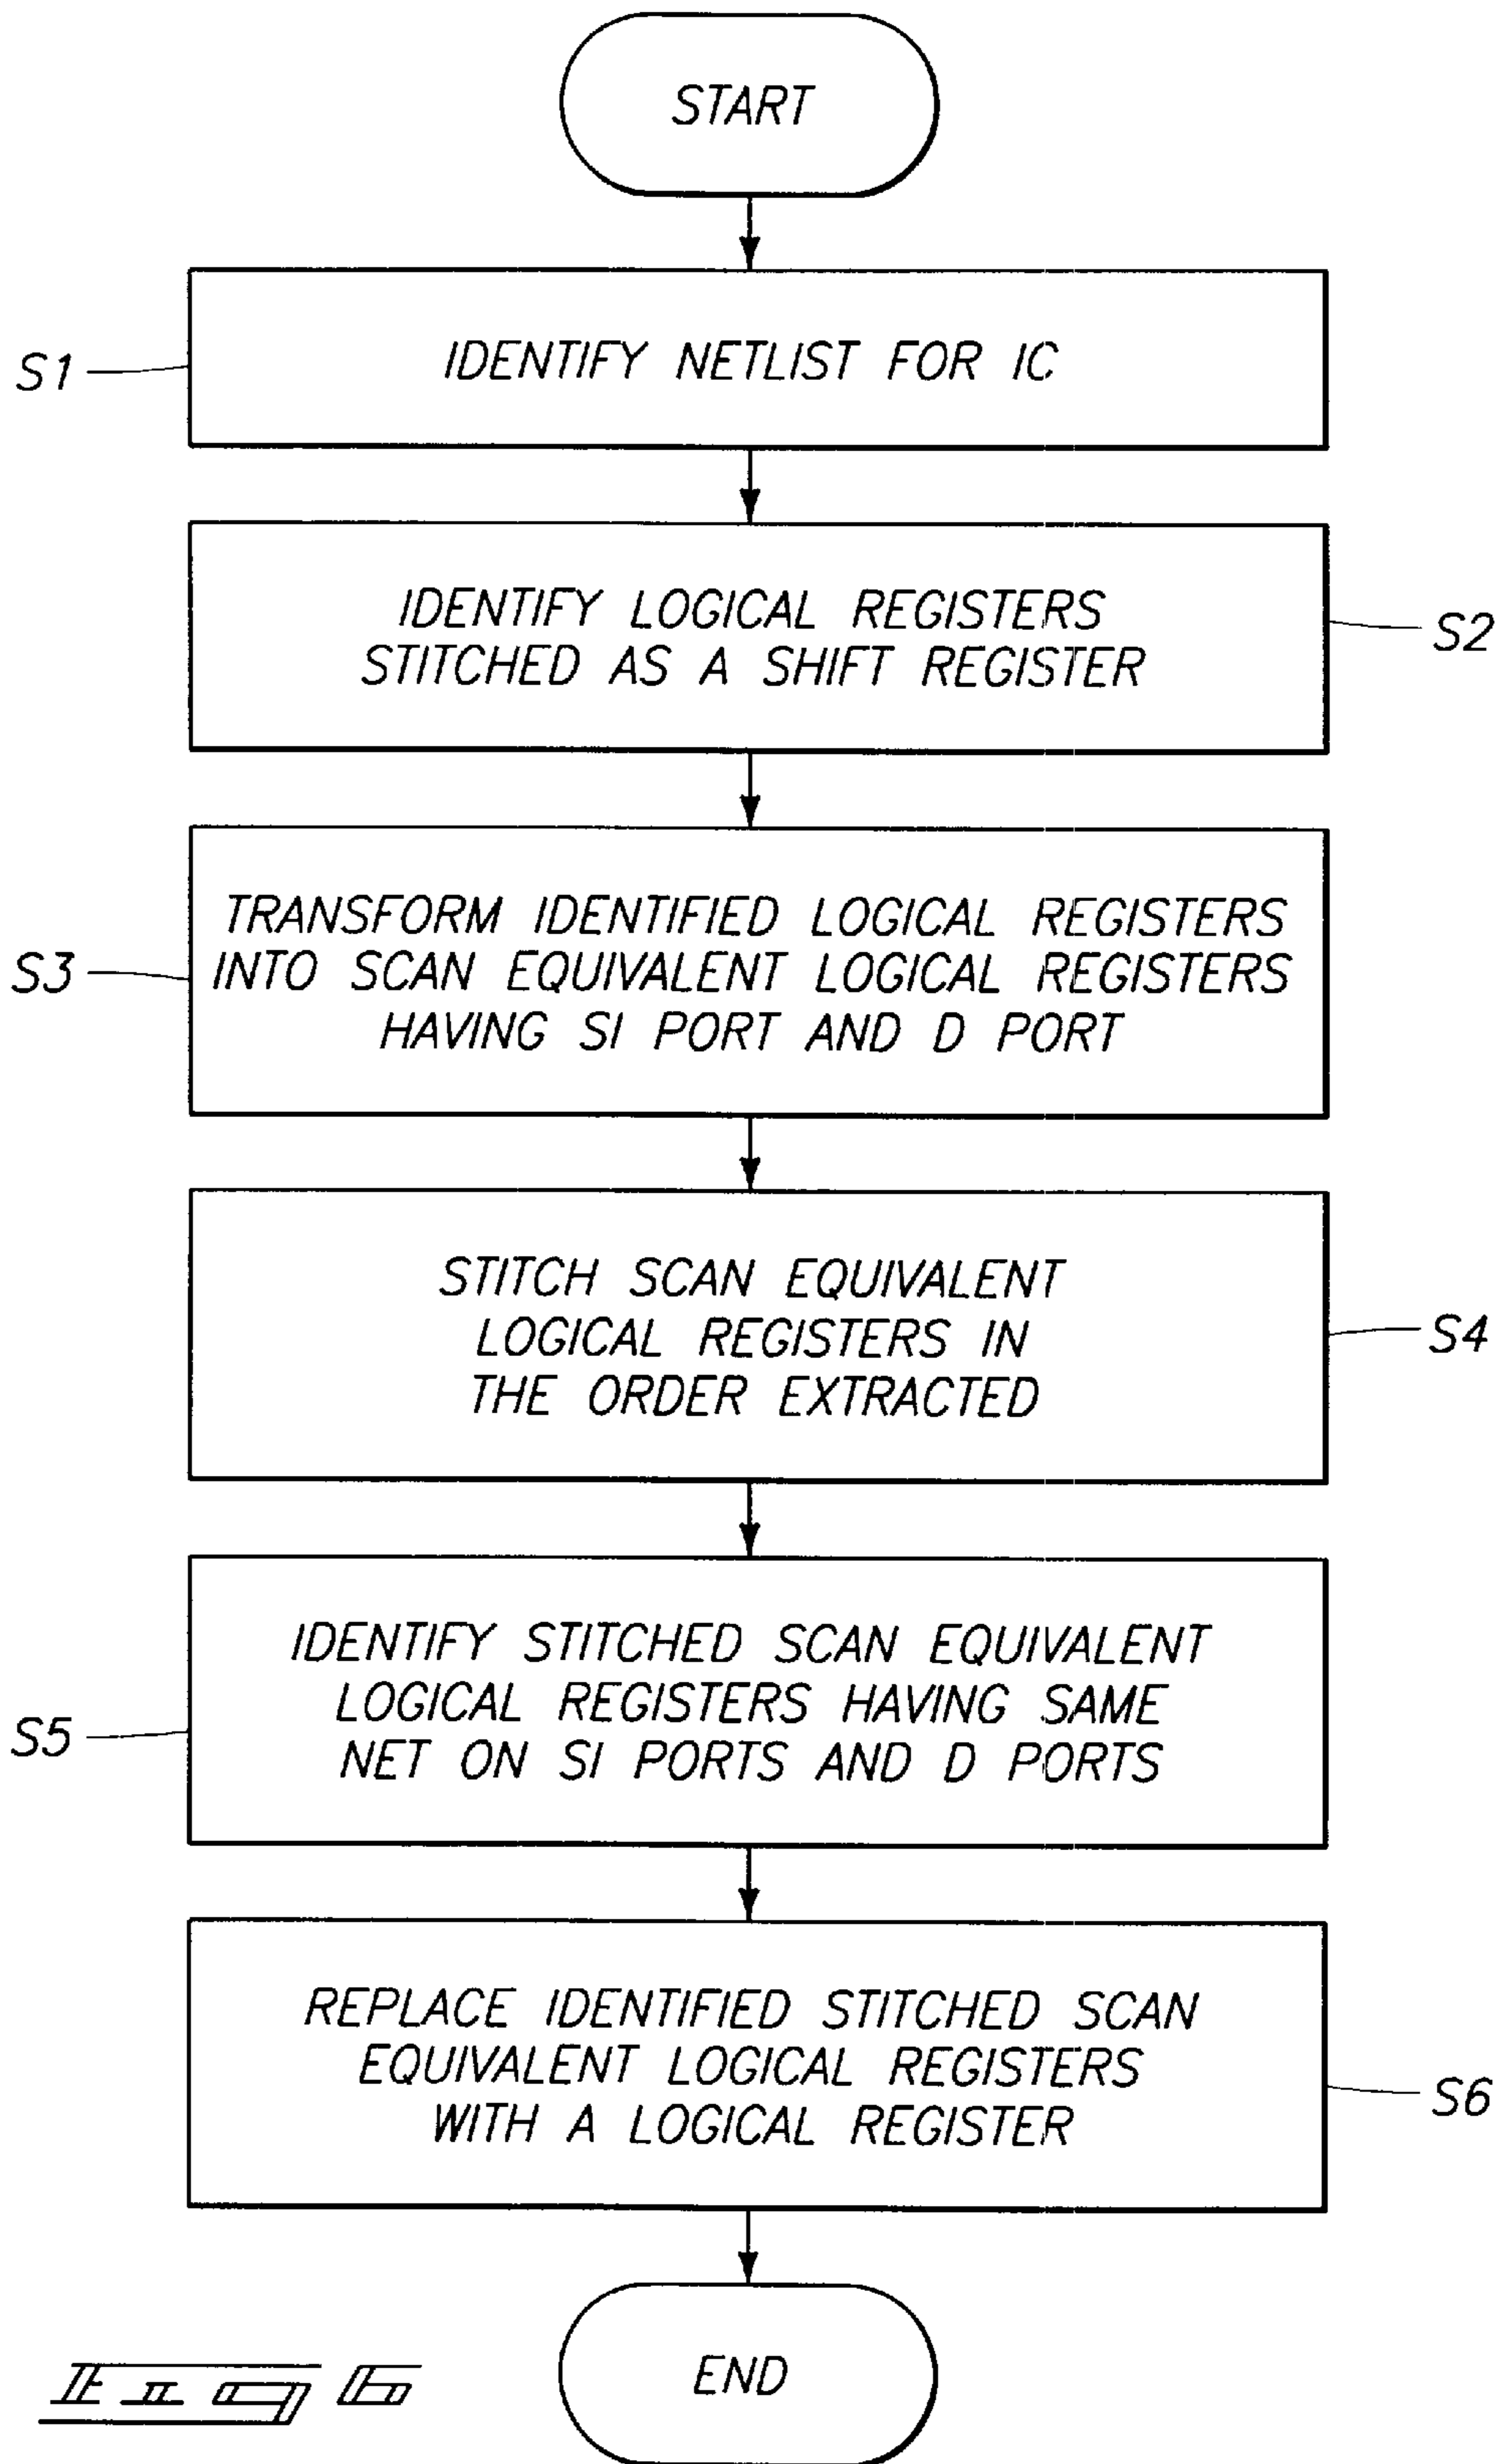 START
S1
IDENTIFY NETLIST FOR IC
IDENTIFY LOGICAL REGISTERS
STITCHED AS A SHIFT REGISTER
S2
S3
TRANSFORM IDENTIFIED LOGICAL REGISTERS
INTO SCAN EQUIVALENT LOGICAL REGISTERS
HAVING SI PORT AND D PORT
STITCH SCAN EQUIVALENT
LOGICAL REGISTERS IN
THE ORDER EXTRACTED
S4
S5
IDENTIFY STITCHED SCAN EQUIVALENT
LOGICAL REGISTERS HAVING SAME
NET ON SI PORTS AND D PORTS
REPLACE IDENTIFIED STITCHED SCAN
EQUIVALENT LOGICAL REGISTERS
WITH A LOGICAL REGISTER
S6
END
Fig 6